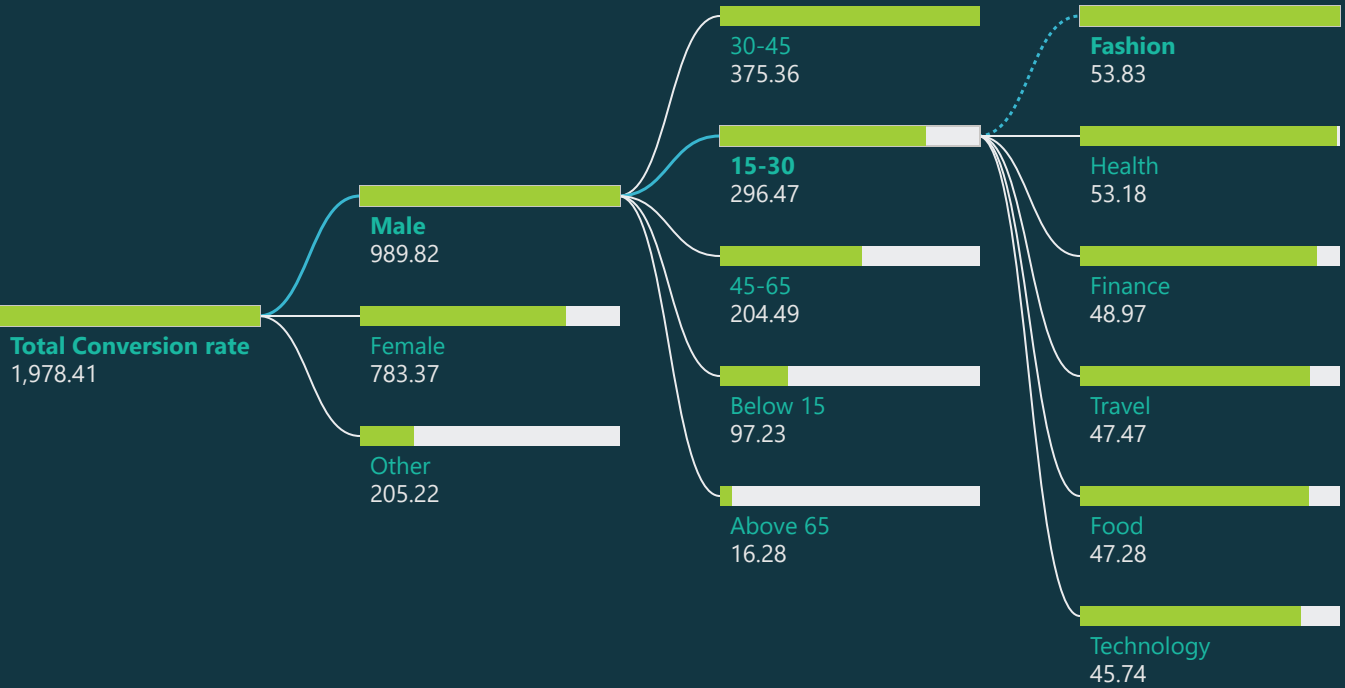 Total Conversion rate
1,978.41
Male
989.82
Female
783.37
Other
205.22
30-45
375.36
15-30
296.47
45-65
204.49
Below 15
97.23
Above 65
16.28
Fashion
53.83
Health
53.18
Finance
48.97
Travel
47.47
Food
47.28
Technology
45.74